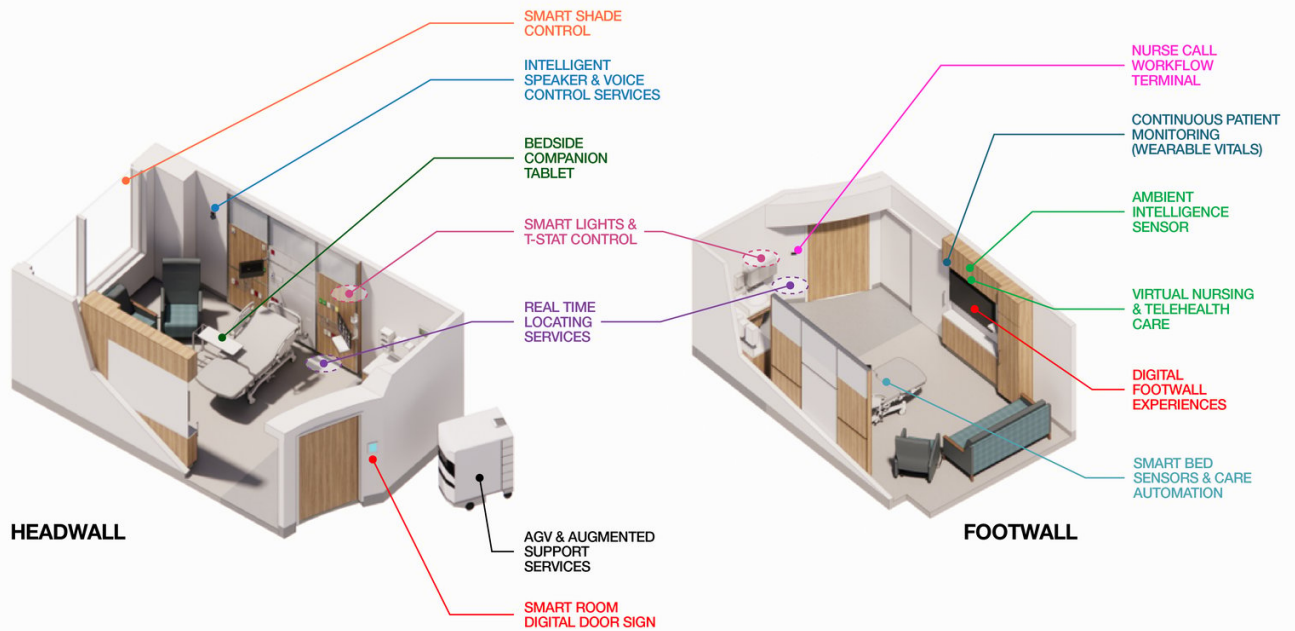 SMART SHADE
CONTROL
INTELLIGENT
SPEAKER & VOICE
CONTROL SERVICES
BEDSIDE
COMPANION
TABLET
SMART LIGHTS &
T-STAT CONTROL
REAL TIME
LOCATING
SERVICES
AGV & AUGMENTED
SUPPORT
SERVICES
SMART ROOM
DIGITAL DOOR SIGN
HEADWALL
NURSE CALL
WORKFLOW
TERMINAL
CONTINUOUS PATIENT
MONITORING
(WEARABLE VITALS)
AMBIENT
INTELLIGENCE
SENSOR
VIRTUAL NURSING
& TELEHEALTH
CARE
DIGITAL
FOOTWALL
EXPERIENCES
SMART BED
SENSORS & CARE
AUTOMATION
FOOTWALL